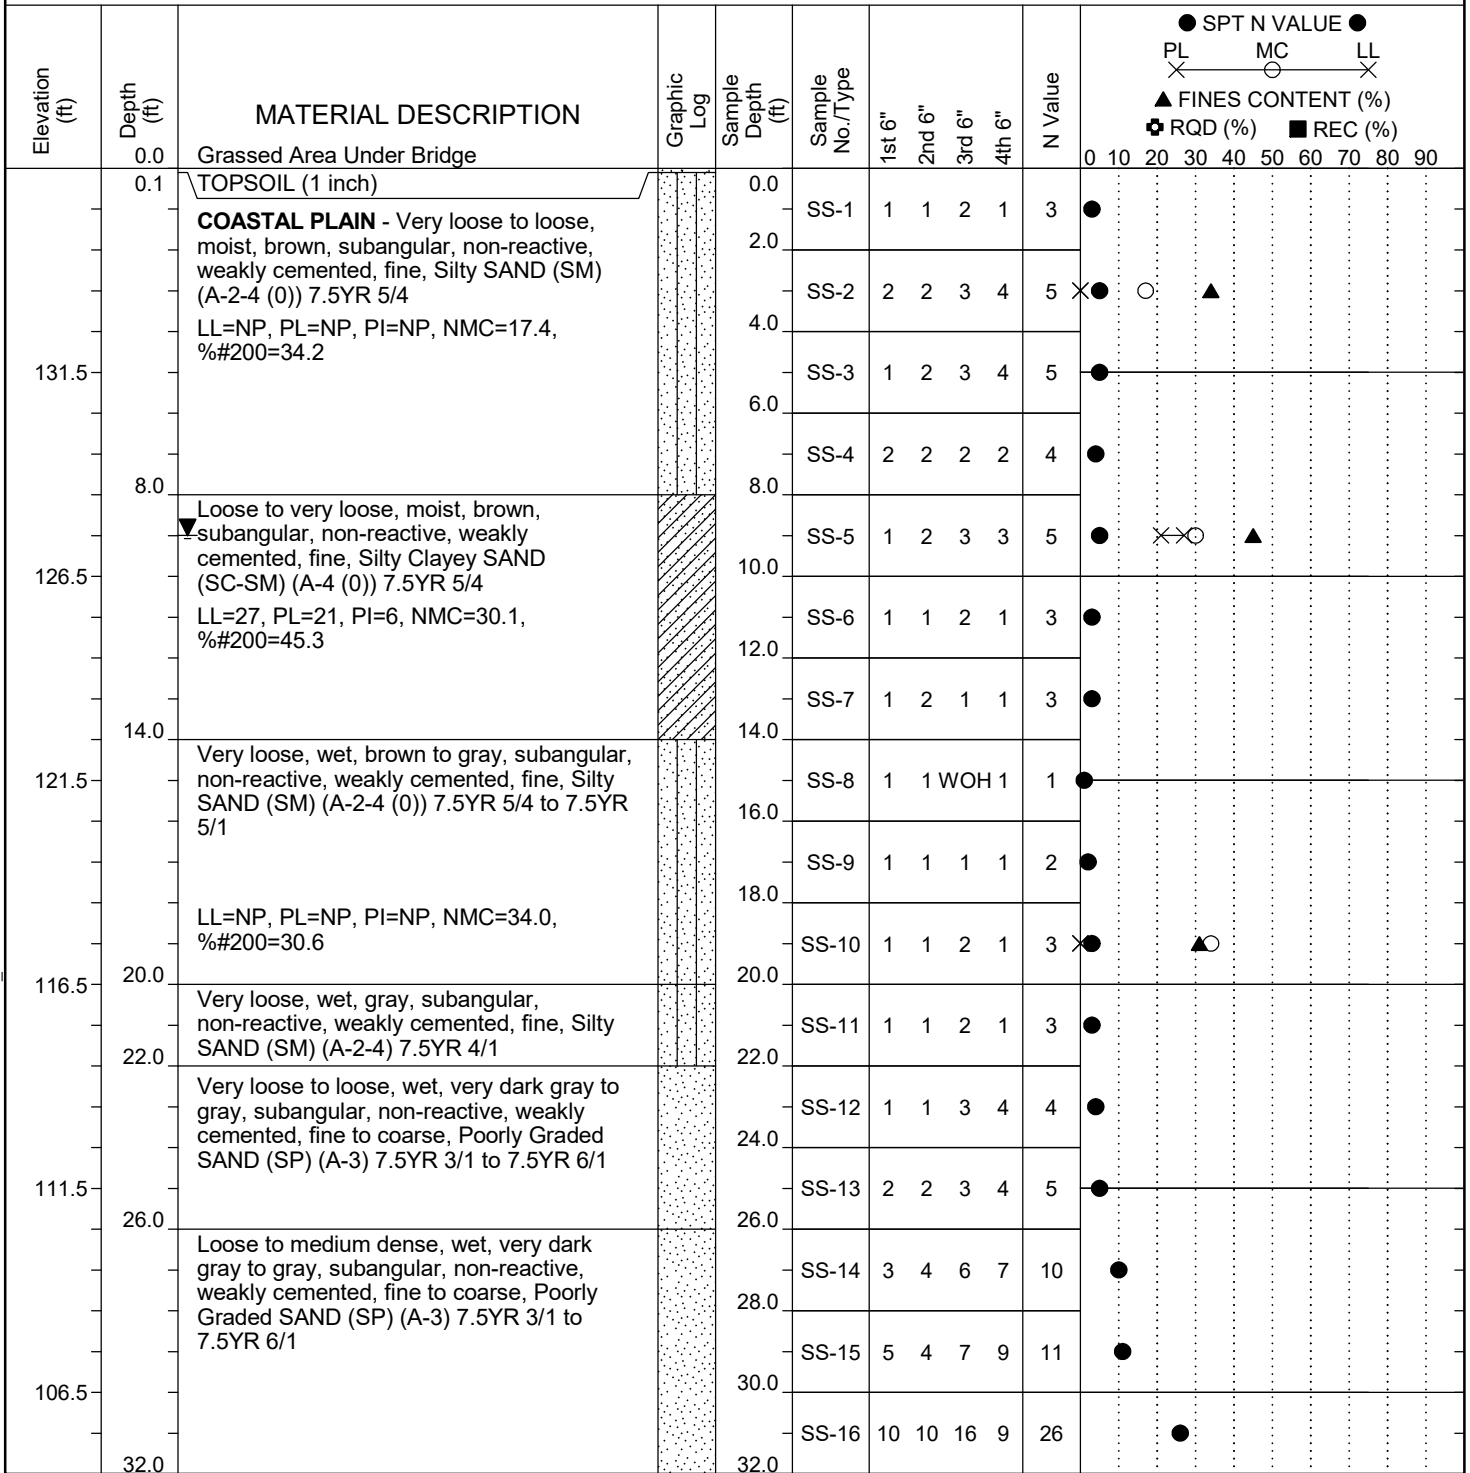 ● SPT N VALUE ●
PL MC LL
▲ FINES CONTENT (%)
RQD (%) ■ REC (%)
Elevation (ft)
Depth (ft)
MATERIAL DESCRIPTION
Graphic Log
Sample Depth (ft)
Sample No./Type
1st 6"
2nd 6"
3rd 6"
4th 6"
N Value
0.0 Grassed Area Under Bridge
0 10 20 30 40 50 60 70 80 90
0.1 TOPSOIL (1 inch) 0.0
SS-1 1 1 2 1 3
COASTAL PLAIN - Very loose to loose,
moist, brown, subangular, non-reactive, 2.0
weakly cemented, fine, Silty SAND (SM)
(A-2-4 (0)) 7.5YR 5/4
SS-2 2 2 3 4 5
LL=NP, PL=NP, PI=NP, NMC=17.4, 4.0
%#200=34.2
131.5 SS-3 1 2 3 4 5
6.0
SS-4 2 2 2 2 4
8.0 8.0
Loose to very loose, moist, brown,
subangular, non-reactive, weakly SS-5 1 2 3 3 5
cemented, fine, Silty Clayey SAND
126.5 (SC-SM) (A-4 (0)) 7.5YR 5/4 10.0
LL=27, PL=21, PI=6, NMC=30.1, SS-6 1 1 2 1 3
%#200=45.3
12.0
SS-7 1 2 1 1 3
14.0 14.0
Very loose, wet, brown to gray, subangular,
121.5 non-reactive, weakly cemented, fine, Silty SS-8 1 1 WOH 1 1
SAND (SM) (A-2-4 (0)) 7.5YR 5/4 to 7.5YR
5/1 16.0
SS-9 1 1 1 1 2
18.0
LL=NP, PL=NP, PI=NP, NMC=34.0,
%#200=30.6 SS-10 1 1 2 1 3
116.5 20.0 20.0
Very loose, wet, gray, subangular,
non-reactive, weakly cemented, fine, Silty SS-11 1 1 2 1 3
SAND (SM) (A-2-4) 7.5YR 4/1
22.0 22.0
Very loose to loose, wet, very dark gray to
gray, subangular, non-reactive, weakly SS-12 1 1 3 4 4
cemented, fine to coarse, Poorly Graded 24.0
SAND (SP) (A-3) 7.5YR 3/1 to 7.5YR 6/1
111.5 SS-13 2 2 3 4 5
26.0 26.0
Loose to medium dense, wet, very dark
gray to gray, subangular, non-reactive, SS-14 3 4 6 7 10
weakly cemented, fine to coarse, Poorly
Graded SAND (SP) (A-3) 7.5YR 3/1 to 28.0
7.5YR 6/1
SS-15 5 4 7 9 11
106.5 30.0
SS-16 10 10 16 9 26
32.0 32.0